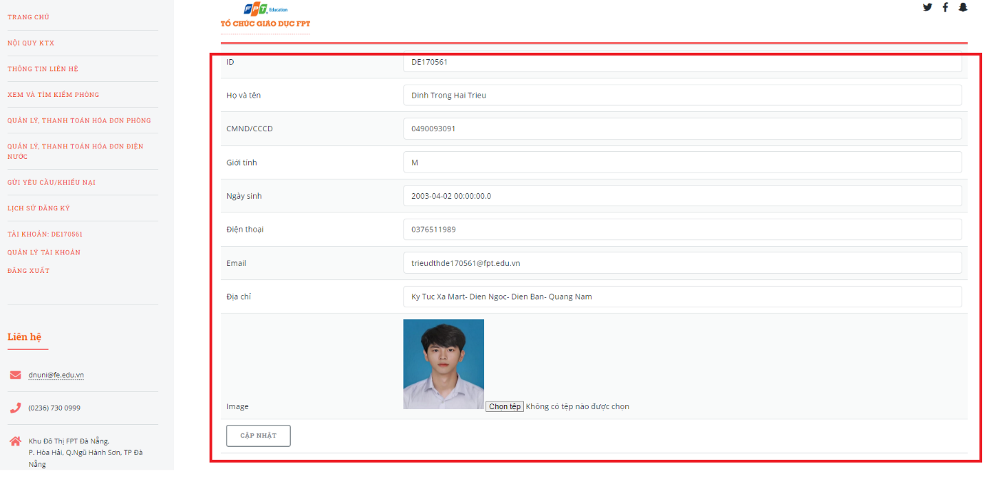 TRANG CHỦ
NỘI QUY KTX
THÔNG TIN LIÊN HỆ
XEM VÀ TÌM KIẾM PHÒNG
QUẢN LÝ, THANH TOÁN HÓA ĐƠN PHÒNG
QUẢN LÝ, THANH TOÁN HÓA ĐƠN ĐIỆN
NƯỚC
GỬI YÊU CẦU/KHIẾU NẠI
LỊCH SỬ ĐĂNG KÝ
TÀI KHOẢN: DE170561
QUẢN LÝ TÀI KHOẢN
ĐĂNG XUẤT
Liên hệ
dnuni@fe.edu.vn
(0236) 730 0999
Khu Đô Thị FPT Đà Nẵng,
P. Hòa Hải, Q.Ngũ Hành Sơn, TP Đà
Nẵng
FPT Education
TỔ CHỨC GIÁO DỤC FPT
ID DE170561
Họ và tên Dinh Trong Hai Trieu
CMND/CCCD 0490093091
Giới tính M
Ngày sinh 2003-04-02 00:00:00.0
Điện thoại 0376511989
Email trieudthde170561@fpt.edu.vn
Địa chỉ Ky Tuc Xa Mart- Dien Ngoc- Dien Ban- Quang Nam
Image Chọn tệp Không có tệp nào được chọn
CẬP NHẬT